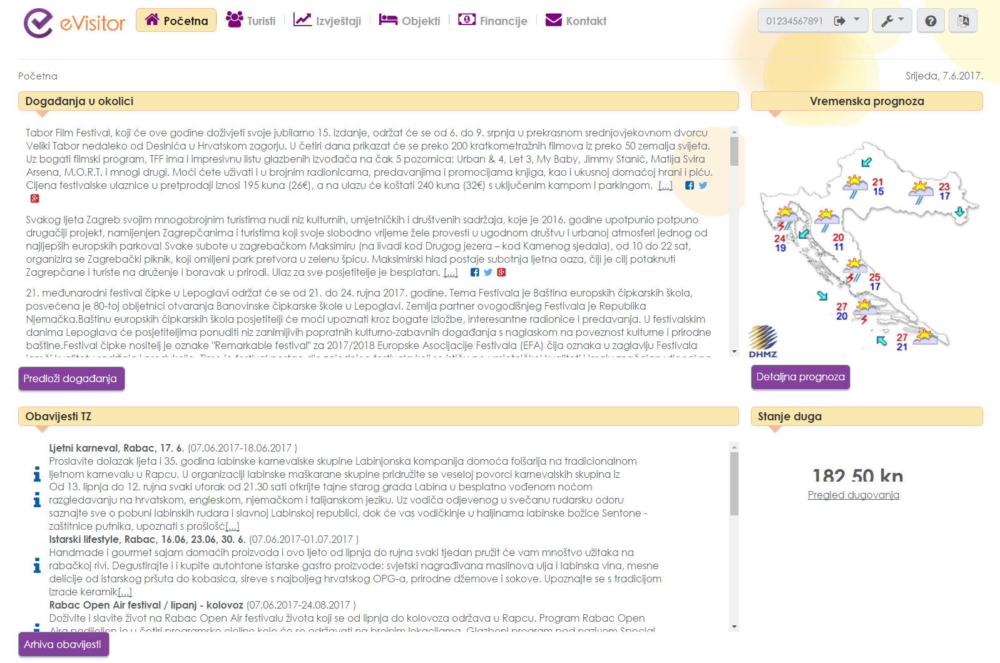 eVisitor
Početna
Turisti
Izvještaji
Objekti
Financije
Kontakt
01234567891
Početna
Srijeda, 7.6.2017.
Događanja u okolici
Tabor Film Festival, koji će ove godine doživjeti svoje jubilarno 15. izdanje, održat će se od 6. do 9. srpnja u prekrasnom srednjovjekovnom dvorcu
Veliki Tabor nedaleko od Desinića u Hrvatskom zagorju. U četiri dana prikazat će se preko 200 kratkometražnih filmova iz preko 50 zemalja svijeta.
Uz bogati filmski program, TFF ima i impresivnu listu glazbenih izvođača na čak 5 pozornica: Urban & 4, Let 3, My Baby, Jimmy Stanić, Matija Svira
Arsena, M.O.R.T. i mnogi drugi. Moći ćete uživati i u brojnim radionicama, predavanjima i promocijama knjiga, kao i ukusnoj domaćoj hrani i piću.
Cijena festivalske ulaznice u pretprodaji iznosi 195 kuna (26€), a na ulazu će koštati 240 kuna (32€) s uključenim kampom i parkingom. [...]
Svakog ljeta Zagreb svojim mnogobrojnim turistima nudi niz kulturnih, umjetničkih i društvenih sadržaja, koje je 2016. godine upotpunio potpuno
drugačiji projekt, namijenjen Zagrepčanima i turistima koji svoje slobodno vrijeme žele provesti u ugodnom društvu i urbanoj atmosferi jednog od
najljepših europskih parkova! Svake subote u zagrebačkom Maksimiru (na livadi kod Drugog jezera – kod Kamenog sjedala), od 10 do 22 sat,
organizira se Zagrebački piknik, koji omiljeni park pretvora u zelenu špicu. Maksimirski hlad postaje subotnja ljetna oaza, čiji je cilj potaknuti
Zagrepčane i turiste na druženje i boravak u prirodi. Ulaz za sve posjetitelje je besplatan. [...]
21. međunarodni festival čipke u Lepoglavi održat će se od 21. do 24. rujna 2017. godine. Tema Festivala je Baština europskih čipkarskih škola,
posvećena je 80-toj obljetnici otvaranja Banovinske čipkarske škole u Lepoglavi. Zemlja partner ovogodišnjeg Festivala je Republika
Njemačka.Baštinu europskih čipkarskih škola posjetitelji će moći upoznati kroz bogate izložbe, interesantne radionice i predavanja. U festivalskim
danima Lepoglava će posjetiteljima ponuditi niz zanimljivih popratnih kulturno-zabavnih događanja s naglaskom na poveznost kulturne i prirodne
baštine.Festival čipke nositelj je oznake "Remarkable festival" za 2017/2018 Europske Asocijacije Festivala (EFA) čija oznaka u zaglavlju Festivala
Predloži događanja
Vremenska prognoza
21
15
23
17
24
19
20
11
25
17
27
20
27
21
DHMZ
Detaljna prognoza
Obavijesti TZ
Ljetni karneval, Rabac, 17. 6. (07.06.2017-18.06.2017 )
Proslavite dolazak ljeta i 35. godina labinske karnevalske skupine Labinjonska kompanija domoća folšarija na tradicionalnom
ljetnom karnevalu u Rapcu. U organizaciji labinske maškarane skupine pridružite se veseloj povorci karnevalskih skupina iz
Od 13. lipnja do 12. rujna svaki utorak od 21.30 sati otkrijte tajne starog grada Labina u besplatno vođenom noćom
razgledavanju na hrvatskom, engleskom, njemačkom i talijanskom jeziku. Uz vodiča odjevenog u svečanu rudarsku odoru
saznajte sve o pobuni labinskih rudara i slavnoj Labinskoj republici, dok će vas vodičkinje u haljinama labinske božice Sentone -
zaštitnice putnika, upoznati s prošlošć[...]
Istarski lifestyle, Rabac, 16.06, 23.06, 30. 6. (07.06.2017-01.07.2017 )
Handmade i gourmet sajam domaćih proizvoda i ovo ljeto od lipnja do rujna svaki tjedan pružit će vam mnoštvo užitaka na
rabačkoj rivi. Degustirajte i i kupite autohtone istarske gastro proizvode: svjetski nagrađivana maslinova ulja i labinska vina, mesne
delicije od istarskog pršuta do kobasica, sireve s najboljeg hrvatskog OPG-a, prirodne džemove i sokove. Upoznajte se s tradicijom
izrade keramik[...]
Rabac Open Air festival / lipanj - kolovoz (07.06.2017-24.08.2017 )
Doživite i slavite život na Rabac Open Air festivalu života koji se od lipnja do kolovoza održava u Rapcu. Program Rabac Open
Aira podijeljen je u četiri programske cjeline koje će se održavati na brojnim lokacijama. Glazbeni program pod nazivom Special
Arhiva obavijesti
Stanje duga
182,50 kn
Pregled dugovanja